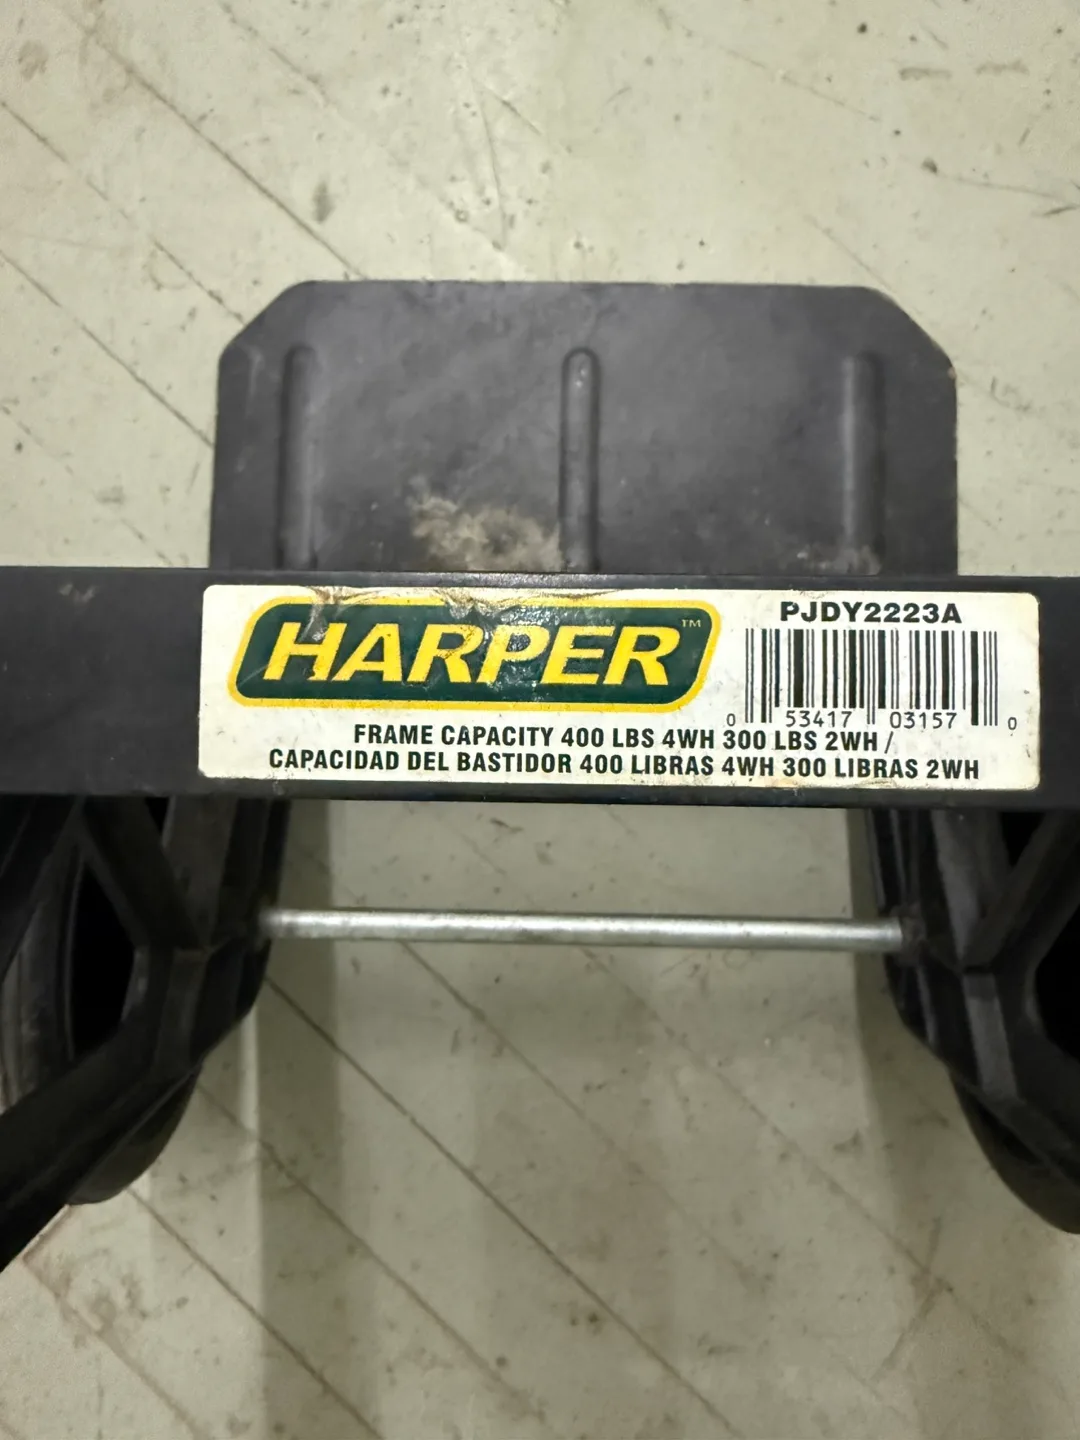 HARPER™
PJDY2223A
0 53417 03157 0
FRAME CAPACITY 400 LBS 4WH 300 LBS 2WH /
CAPACIDAD DEL BASTIDOR 400 LIBRAS 4WH 300 LIBRAS 2WH